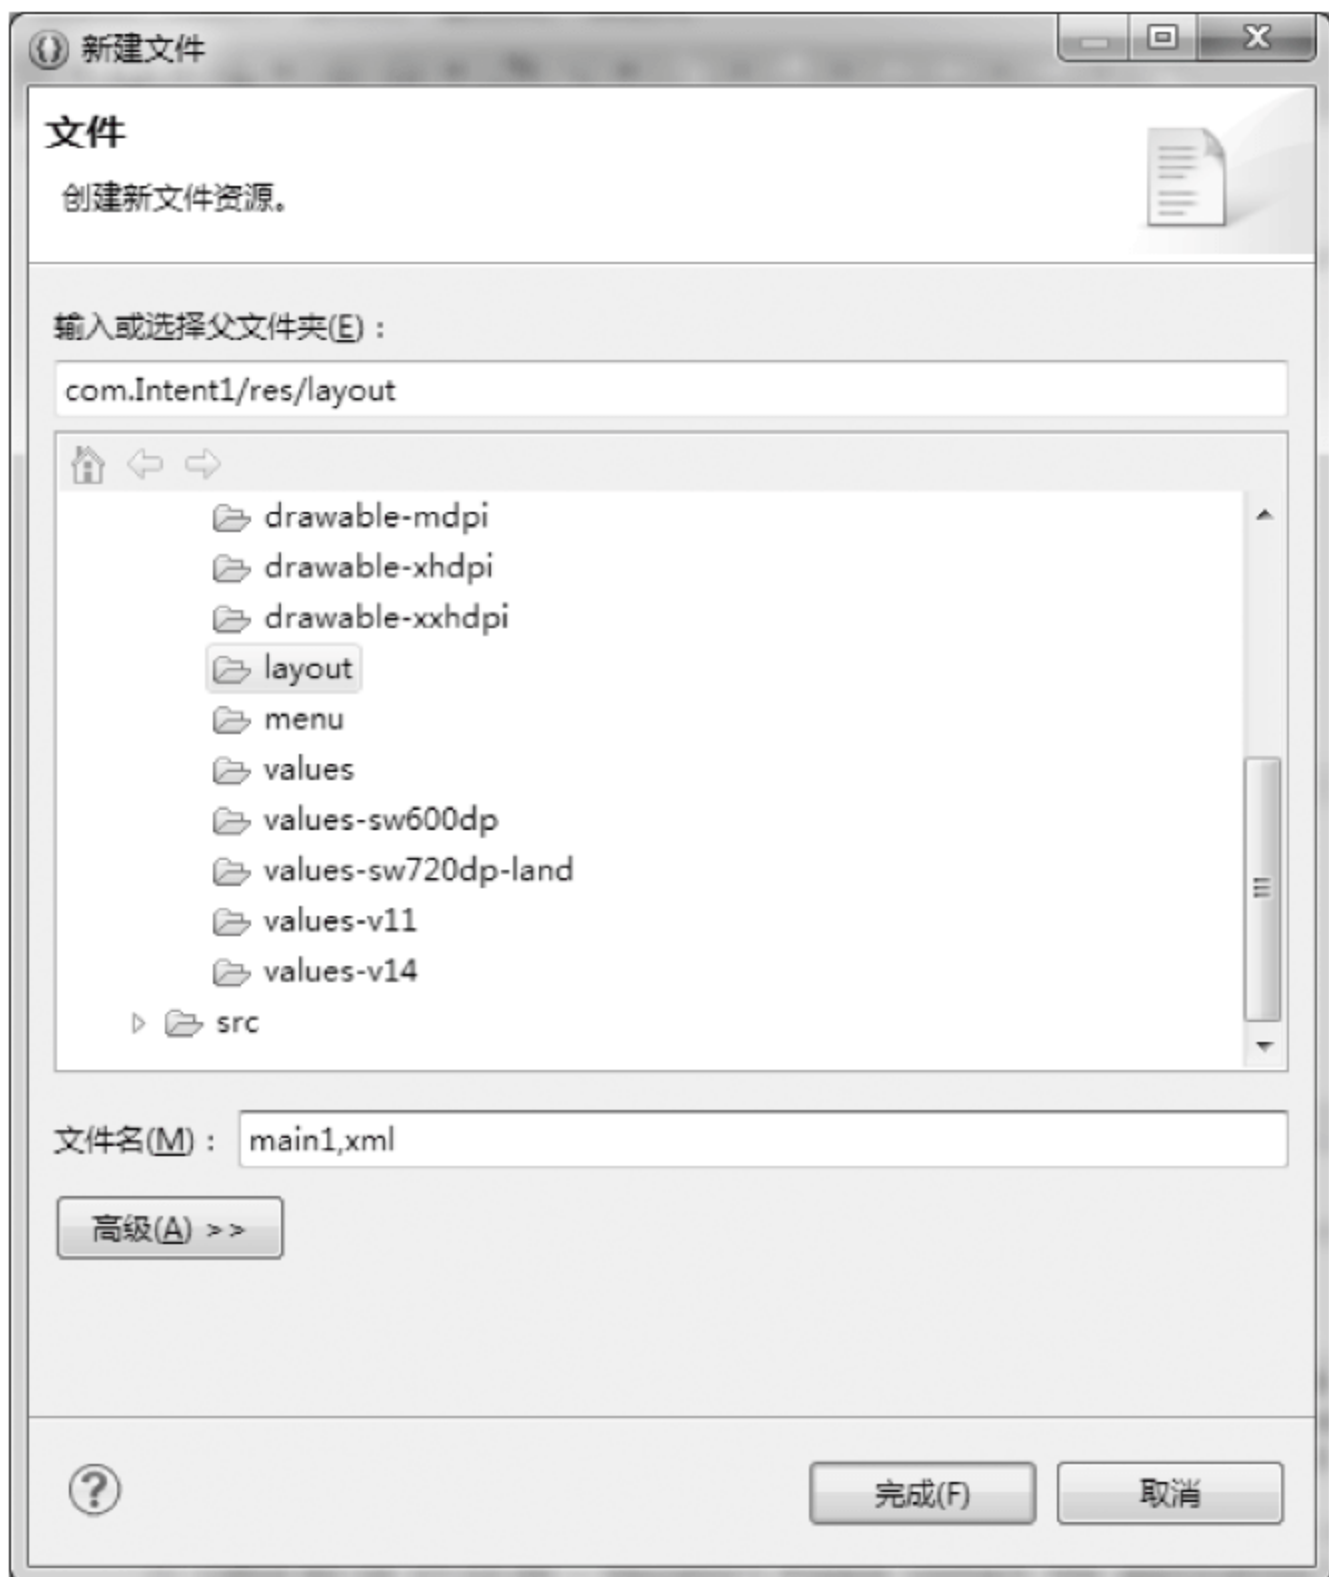 新建文件
文件
创建新文件资源。
输入或选择父文件夹(E)：
com.Intent1/res/layout
drawable-mdpi
drawable-xhdpi
drawable-xxhdpi
layout
menu
values
values-sw600dp
values-sw720dp-land
values-v11
values-v14
src
文件名(M)： main1,xml
高级(A) >>
完成(F) 取消